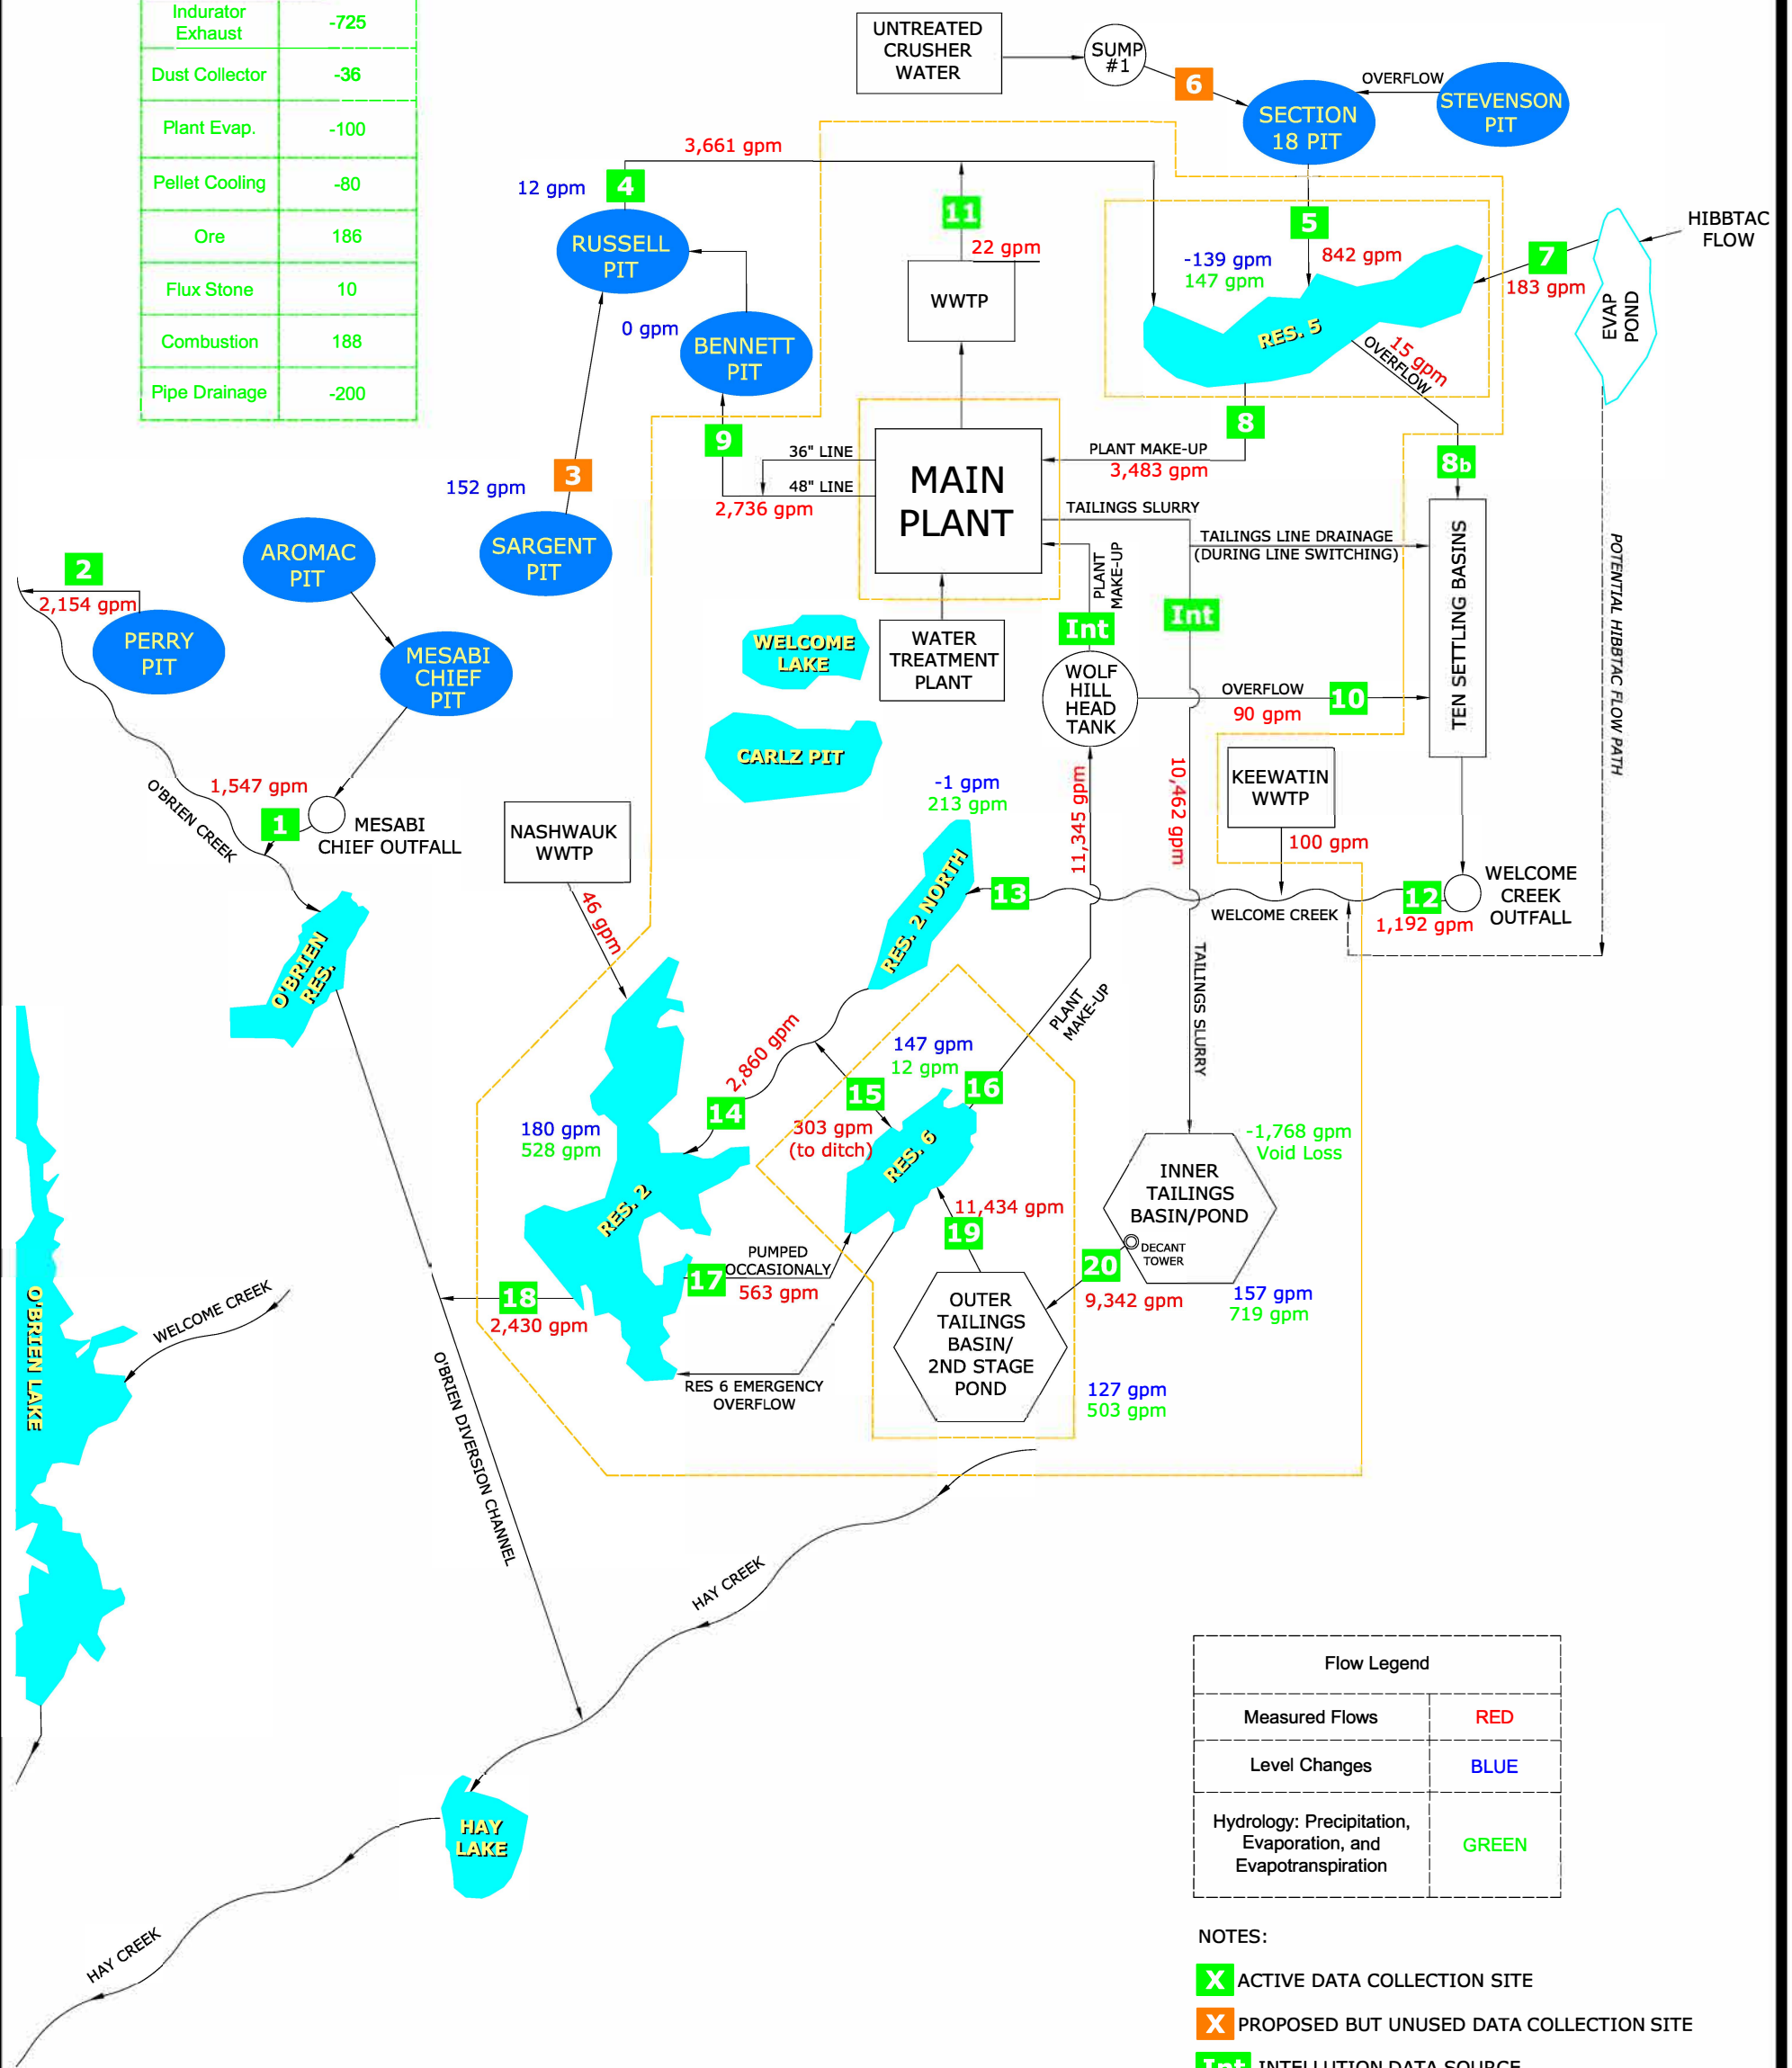 Indurator
Exhaust
-725
Dust Collector
-36
Plant Evap.
-100
Pellet Cooling
-80
Ore
186
Flux Stone
10
Combustion
188
Pipe Drainage
-200
UNTREATED
CRUSHER
WATER
SUMP
#1
6
SECTION
18 PIT
OVERFLOW
STEVENSON
PIT
3,661 gpm
12 gpm
4
RUSSELL
PIT
11
22 gpm
WWTP
5
-139 gpm
147 gpm
842 gpm
RES. 5
7
183 gpm
HIBBTAC
FLOW
EVAP
POND
15 gpm
OVERFLOW
0 gpm
BENNETT
PIT
9
36" LINE
48" LINE
2,736 gpm
MAIN
PLANT
8
PLANT MAKE-UP
3,483 gpm
8b
3
152 gpm
SARGENT
PIT
TAILINGS SLURRY
TAILINGS LINE DRAINAGE
(DURING LINE SWITCHING)
TEN SETTLING BASINS
POTENTIAL HIBBTAC FLOW PATH
PLANT
MAKE-UP
Int
Int
AROMAC
PIT
2
2,154 gpm
PERRY
PIT
MESABI
CHIEF
PIT
WELCOME
LAKE
WATER
TREATMENT
PLANT
WOLF
HILL
HEAD
TANK
OVERFLOW
10
90 gpm
CARLZ PIT
KEEWATIN
WWTP
100 gpm
1,547 gpm
1
MESABI
CHIEF OUTFALL
O'BRIEN CREEK
NASHWAUK
WWTP
46 gpm
-1 gpm
213 gpm
11,345 gpm
10,462 gpm
RES. 2 NORTH
13
WELCOME CREEK
12
1,192 gpm
WELCOME
CREEK
OUTFALL
O'BRIEN
RES.
TAILINGS SLURRY
PLANT
MAKE-UP
2,860 gpm
14
15
147 gpm
12 gpm
16
303 gpm
(to ditch)
RES. 6
180 gpm
528 gpm
RES. 2
-1,768 gpm
Void Loss
INNER
TAILINGS
BASIN/POND
DECANT
TOWER
11,434 gpm
19
20
9,342 gpm
157 gpm
719 gpm
PUMPED
OCCASIONALY
17
563 gpm
18
2,430 gpm
OUTER
TAILINGS
BASIN/
2ND STAGE
POND
127 gpm
503 gpm
RES 6 EMERGENCY
OVERFLOW
O'BRIEN LAKE
WELCOME CREEK
O'BRIEN DIVERSION CHANNEL
HAY CREEK
HAY
LAKE
HAY CREEK
Flow Legend
Measured Flows
RED
Level Changes
BLUE
Hydrology: Precipitation,
Evaporation, and
Evapotranspiration
GREEN
NOTES:
X ACTIVE DATA COLLECTION SITE
X PROPOSED BUT UNUSED DATA COLLECTION SITE
Int INTELLUTION DATA SOURCE